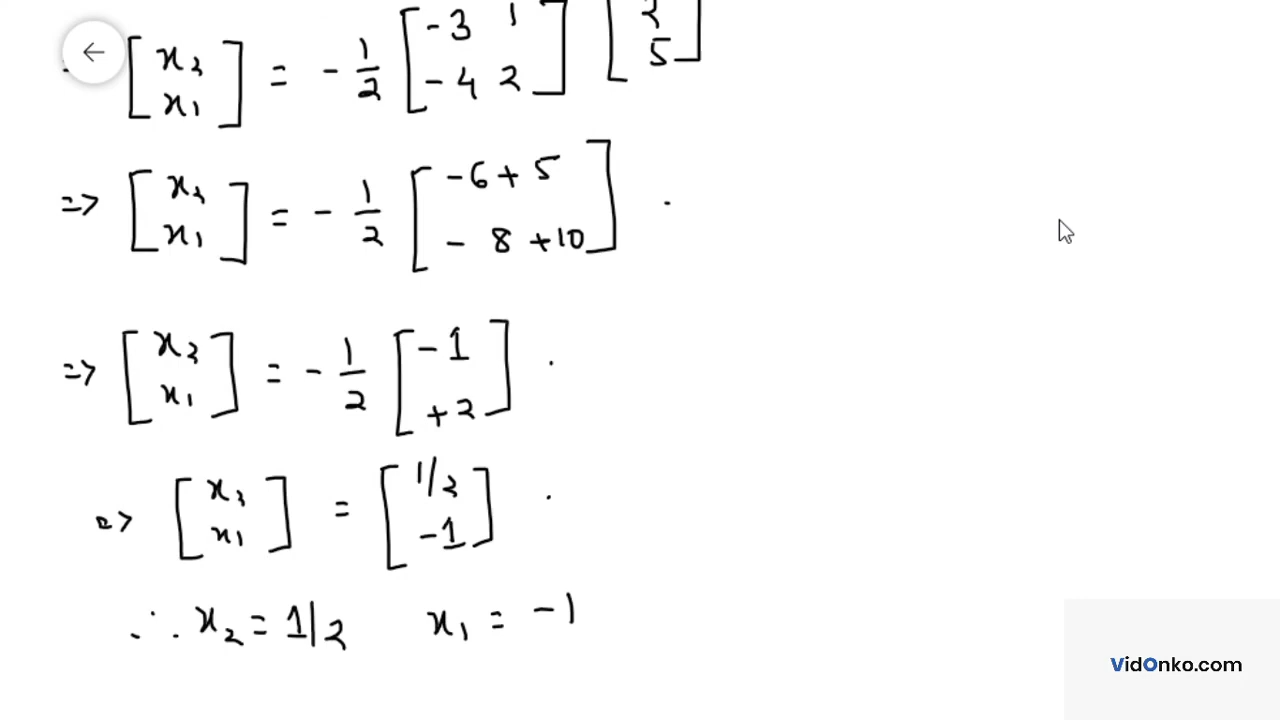 [x₂ x₁] = - 1/2 [-3 1 -4 2] [2 5]
=> [x₂ x₁] = - 1/2 [-6 + 5 - 8 + 10] .
=> [x₂ x₁] = - 1/2 [-1 +2] .
=> [x₂ x₁] = [1/2 -1] .
∴ x₂ = 1/2 x₁ = -1
VidOnko.com